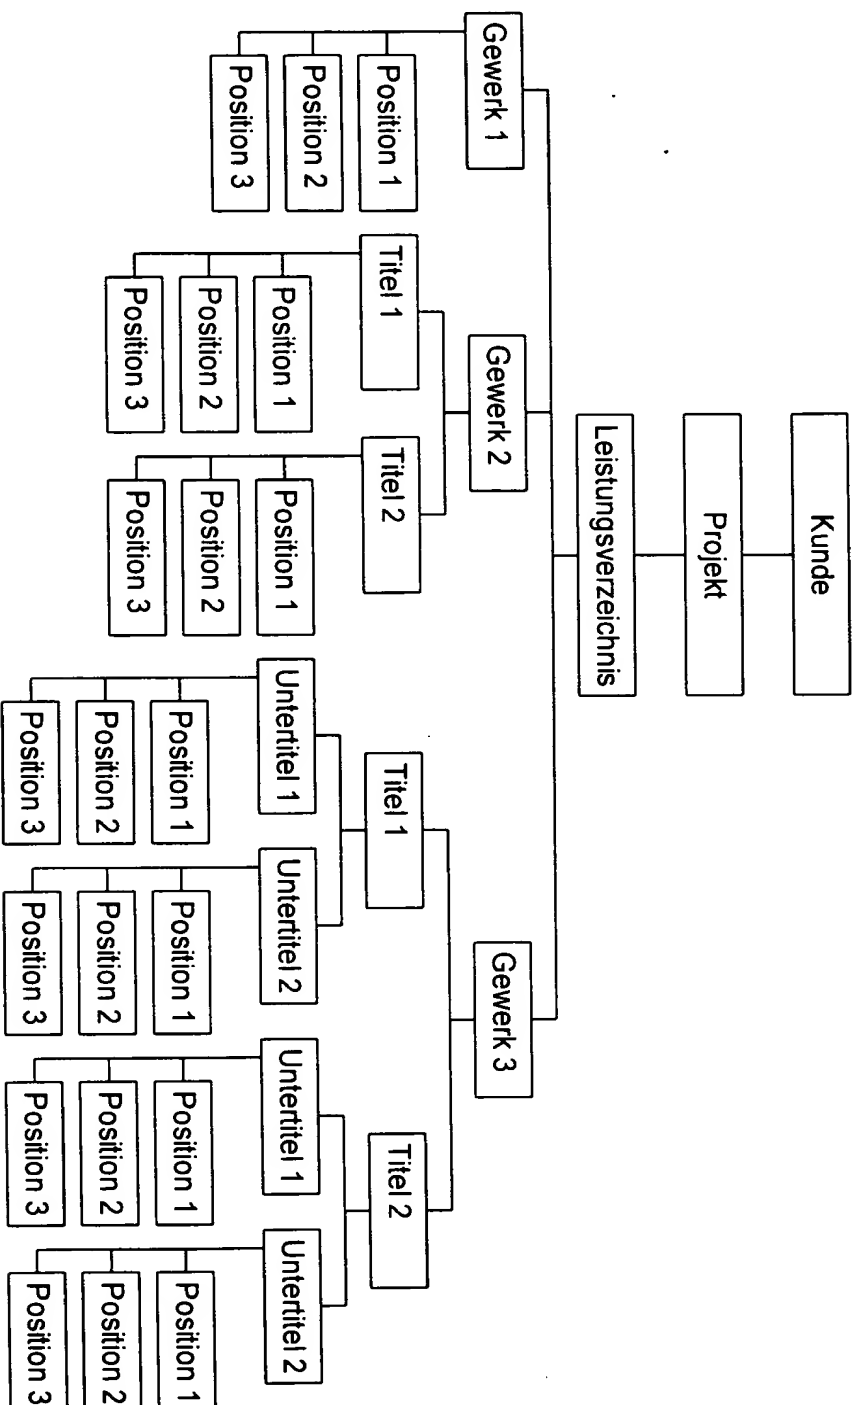 Kunde
Projekt
Leistungsverzeichnis
Gewerk 1
Position 1
Position 2
Position 3
Gewerk 2
Titel 1
Position 1
Position 2
Position 3
Titel 2
Position 1
Position 2
Position 3
Gewerk 3
Titel 1
Untertitel 1
Position 1
Position 2
Position 3
Untertitel 2
Position 1
Position 2
Position 3
Titel 2
Untertitel 1
Position 1
Position 2
Position 3
Untertitel 2
Position 1
Position 2
Position 3